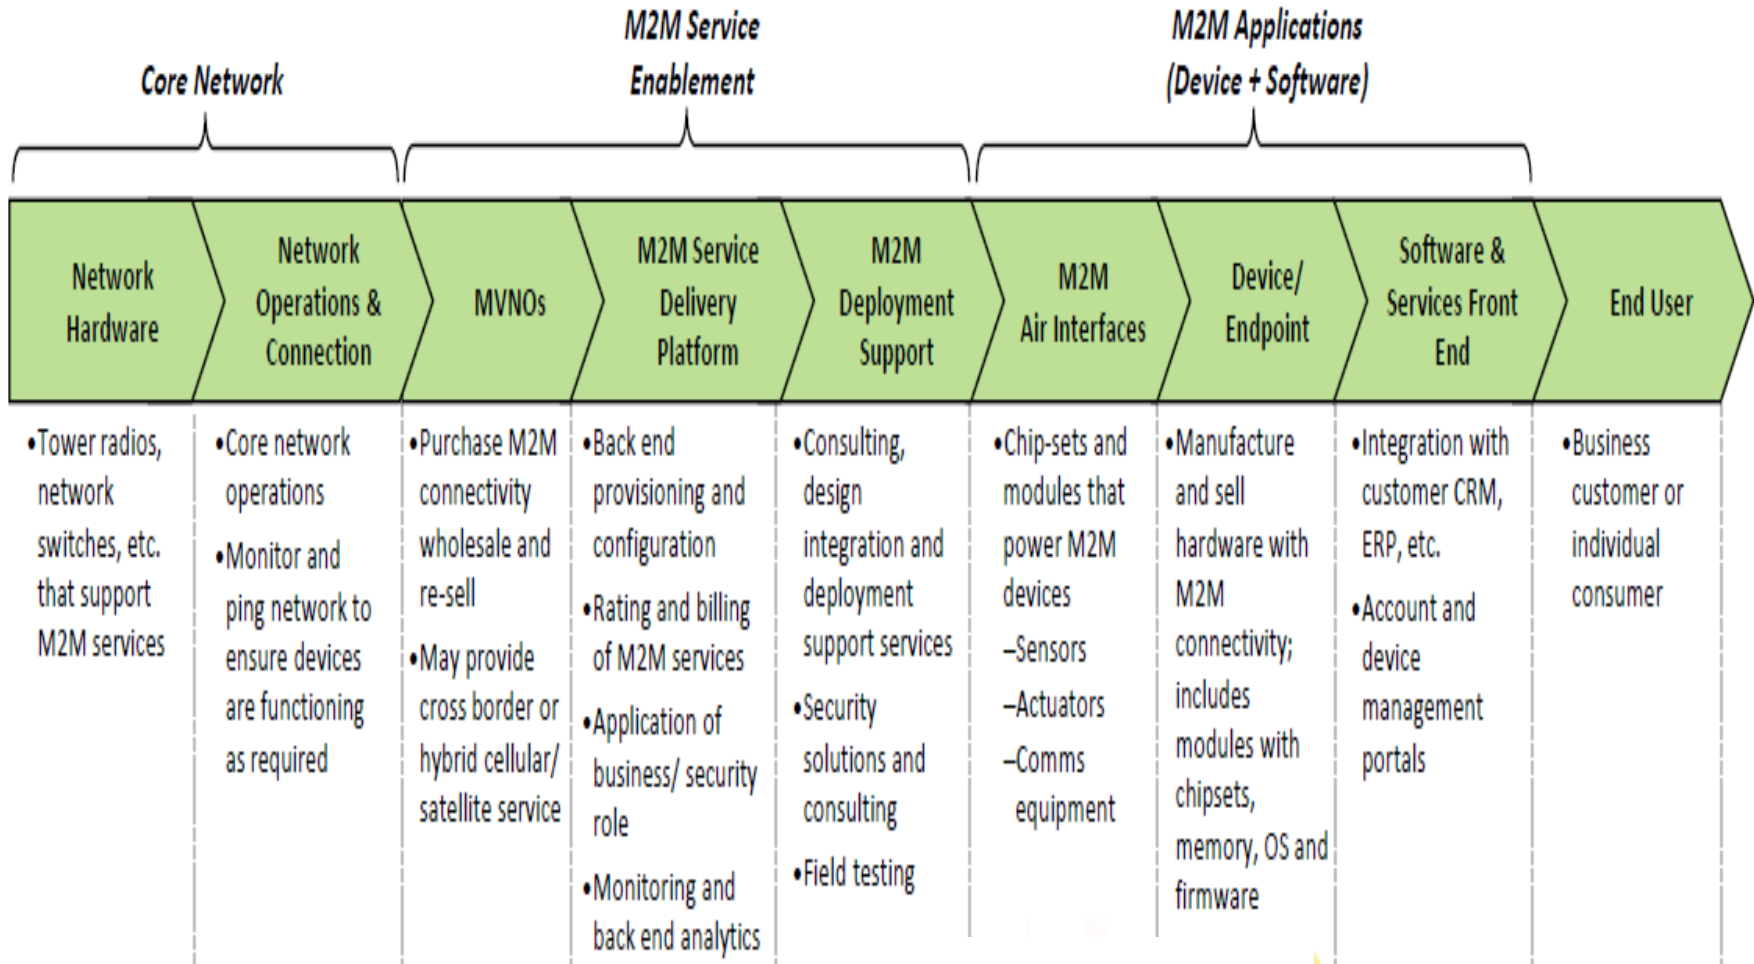 Core Network
M2M Service
Enablement
M2M Applications
(Device + Software)
Network
Hardware
Network
Operations &
Connection
MVNOs
M2M Service
Delivery
Platform
M2M
Deployment
Support
M2M
Air Interfaces
Device/
Endpoint
Software &
Services Front
End
End User
•Tower radios,
network
switches, etc.
that support
M2M services
•Core network
operations
•Monitor and
ping network to
ensure devices
are functioning
as required
•Purchase M2M
connectivity
wholesale and
re-sell
•May provide
cross border or
hybrid cellular/
satellite service
•Back end
provisioning and
configuration
•Rating and billing
of M2M services
•Application of
business/ security
role
•Monitoring and
back end analytics
•Consulting,
design
integration and
deployment
support services
•Security
solutions and
consulting
•Field testing
•Chip-sets and
modules that
power M2M
devices
–Sensors
–Actuators
–Comms
equipment
•Manufacture
and sell
hardware with
M2M
connectivity;
includes
modules with
chipsets,
memory, OS and
firmware
•Integration with
customer CRM,
ERP, etc.
•Account and
device
management
portals
•Business
customer or
individual
consumer